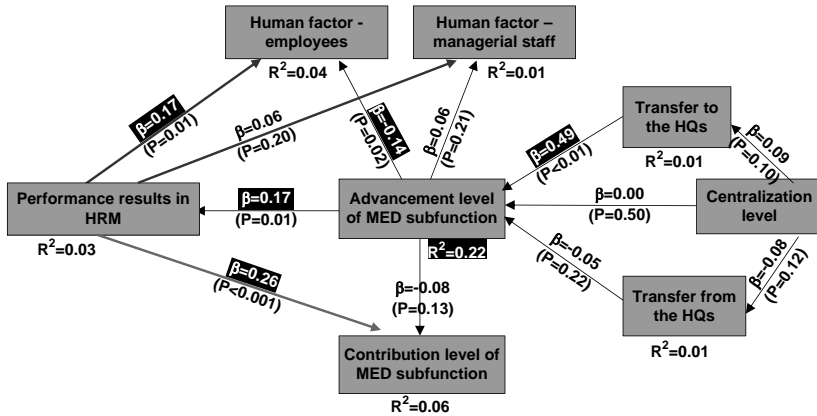 Human factor -
employees
R²=0.04
Human factor –
managerial staff
R²=0.01
β=0.17
(P=0.01)
β=0.06
(P=0.20)
β=-0.14
(P=0.02)
β=0.06
(P=0.21)
Transfer to
the HQs
R²=0.01
β=0.49
(P<0.01)
β=0.09
(P=0.10)
Performance results in
HRM
R²=0.03
β=0.17
(P=0.01)
Advancement level
of MED subfunction
R²=0.22
β=0.00
(P=0.50)
Centralization
level
β=-0.05
(P=0.22)
β=-0.08
(P=0.12)
β=0.26
(P<0.001)
β=-0.08
(P=0.13)
Transfer from
the HQs
R²=0.01
Contribution level of
MED subfunction
R²=0.06